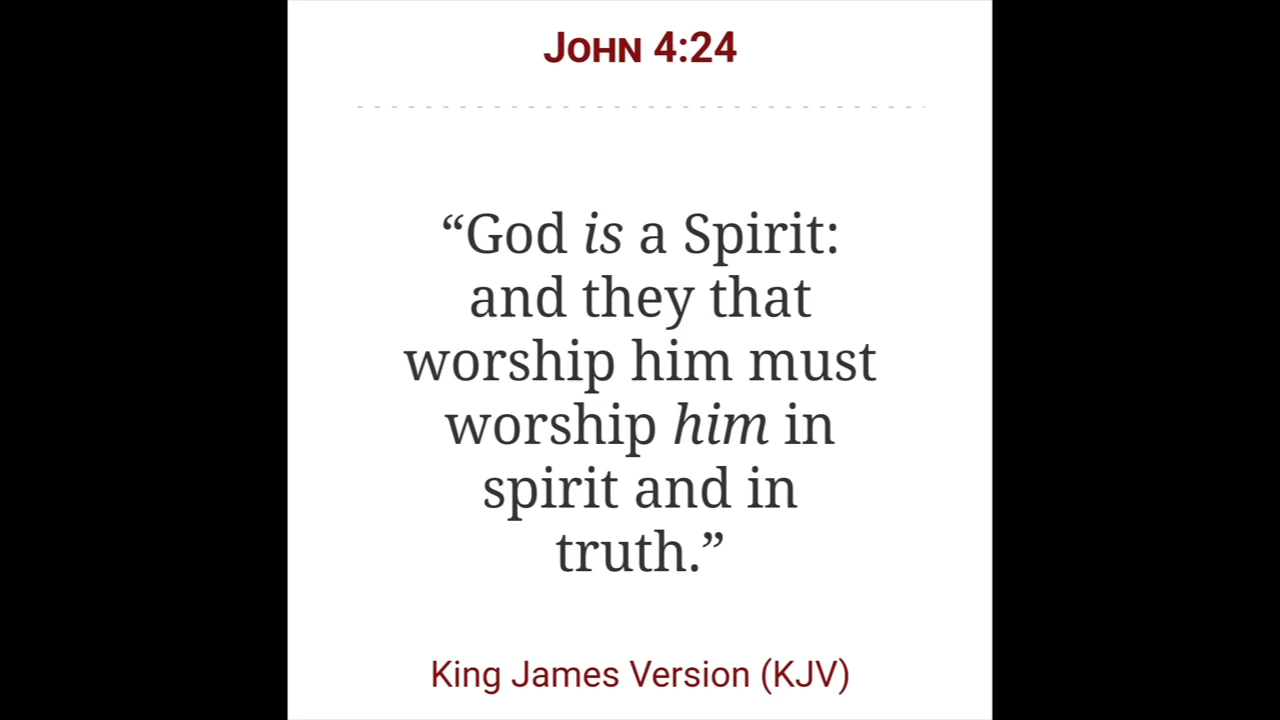 John 4:24
“God is a Spirit:
and they that
worship him must
worship him in
spirit and in
truth.”
King James Version (KJV)